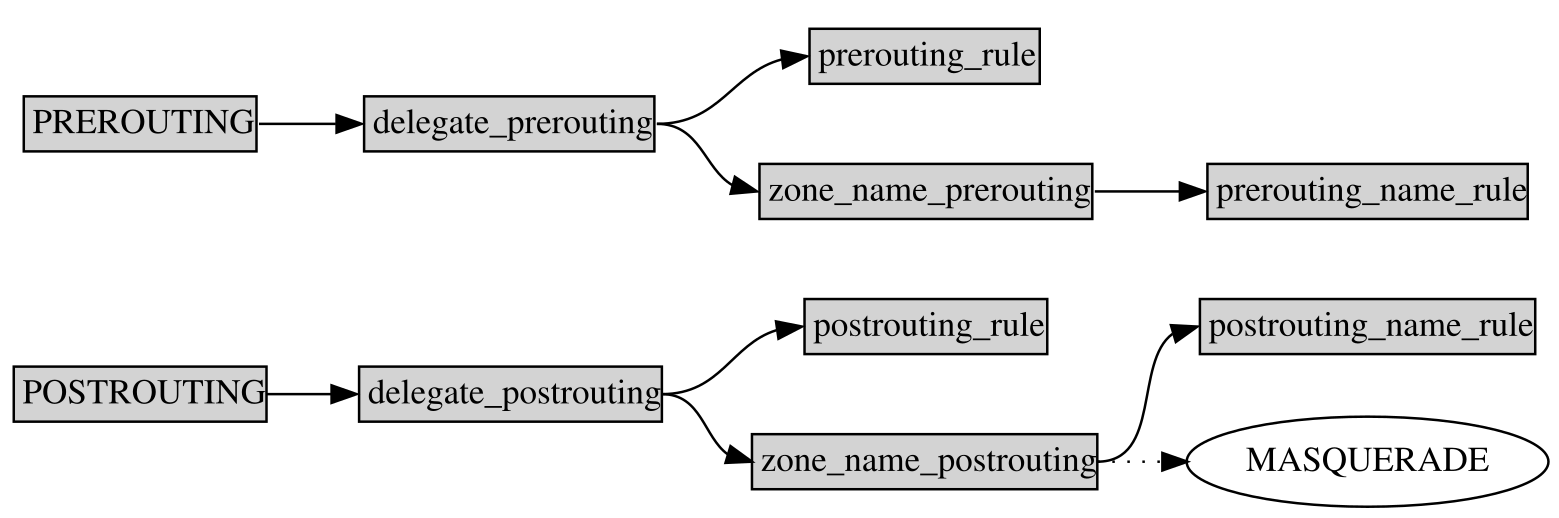 prerouting_rule
PREROUTING
delegate_prerouting
zone_name_prerouting
prerouting_name_rule
postrouting_rule
postrouting_name_rule
POSTROUTING
delegate_postrouting
zone_name_postrouting
MASQUERADE